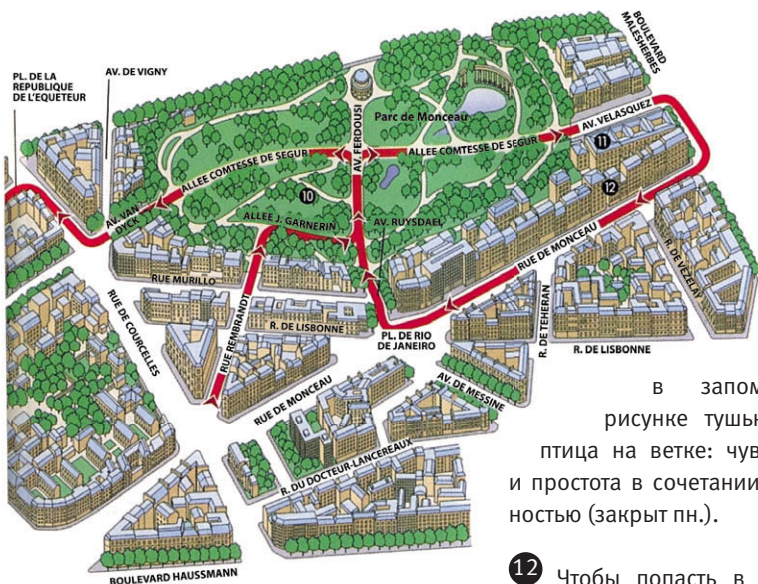 BOULEVARD
MALESHERBES
PL. DE LA
REPUBLIQUE
DE L'EQUETEUR
AV. DE VIGNY
AV. FERDOUSI
Parc de Monceau
AV. VELASQUEZ
ALLEE COMTESSE DE SEGUR
ALLEE COMTESSE DE SEGUR
11
12
10
AV. VAN
DYCK
ALLEE J. GARNERIN
AV. RUYSDAEL
RUE DE MONCEAU
R. DE VEZELAY
RUE MURILLO
RUE DE COURCELLES
RUE REMBRANDT
R. DE LISBONNE
PL. DE RIO
DE JANEIRO
R. DE TEHERAN
R. DE LISBONNE
RUE DE MONCEAU
AV. DE MESSINE
R. DU DOCTEUR-LANCEREAUX
BOULEVARD HAUSSMANN
в запом
рисунке тушью
птица на ветке: чув
и простота в сочетании
ностью (закрыт пн.).
12 Чтобы попасть в